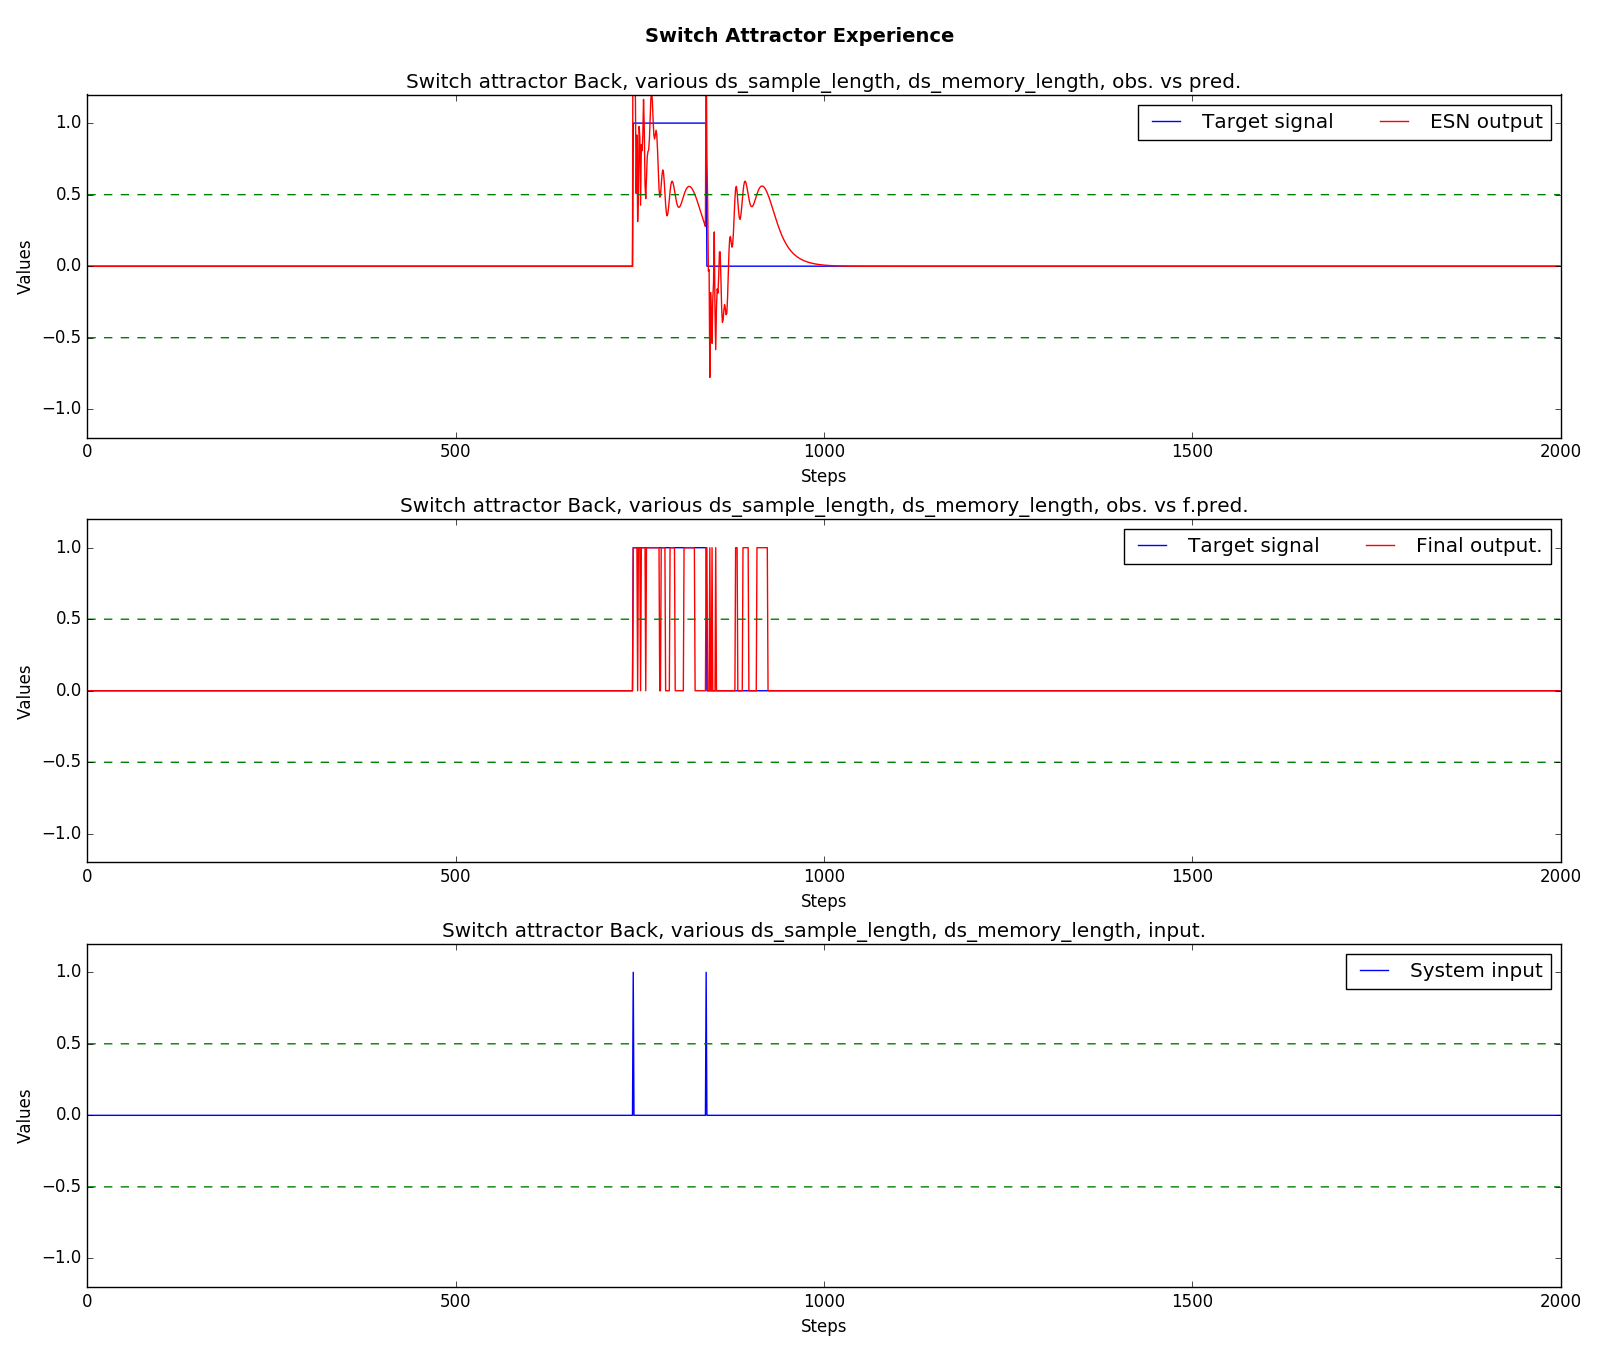 Switch Attractor Experience
Switch attractor Back, various ds_sample_length, ds_memory_length, obs. vs pred.
Target signal ESN output
1.0
0.5
0.0
−0.5
−1.0
Values
0 500 1000 1500 2000
Steps
Switch attractor Back, various ds_sample_length, ds_memory_length, obs. vs f.pred.
Target signal Final output.
1.0
0.5
0.0
−0.5
−1.0
Values
0 500 1000 1500 2000
Steps
Switch attractor Back, various ds_sample_length, ds_memory_length, input.
System input
1.0
0.5
0.0
−0.5
−1.0
Values
0 500 1000 1500 2000
Steps